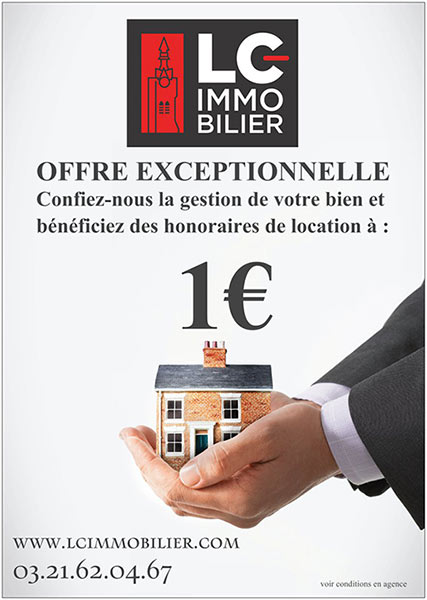 LC
IMMO
BILIER
OFFRE EXCEPTIONNELLE
Confiez-nous la gestion de votre bien et
bénéficiez des honoraires de location à :
1€
WWW.LCIMMOBILIER.COM
03.21.62.04.67
voir conditions en agence